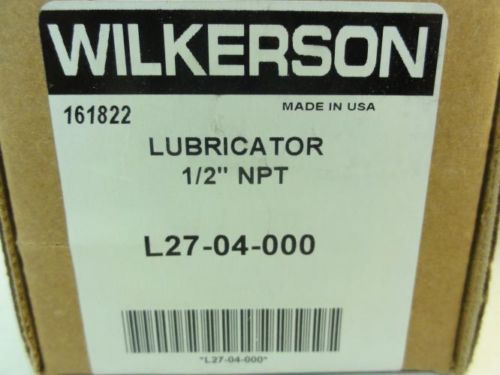 WILKERSON
161822 MADE IN USA
LUBRICATOR
1/2" NPT
L27-04-000
"L27-04-000"